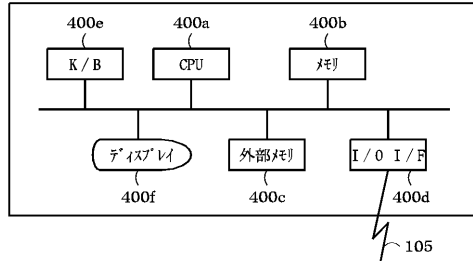 400e 400a 400b
K/B CPU ﾒﾓﾘ
ﾃﾞｨｽﾌﾟﾚｲ 外部ﾒﾓﾘ I/O I/F
400f 400c 400d
105